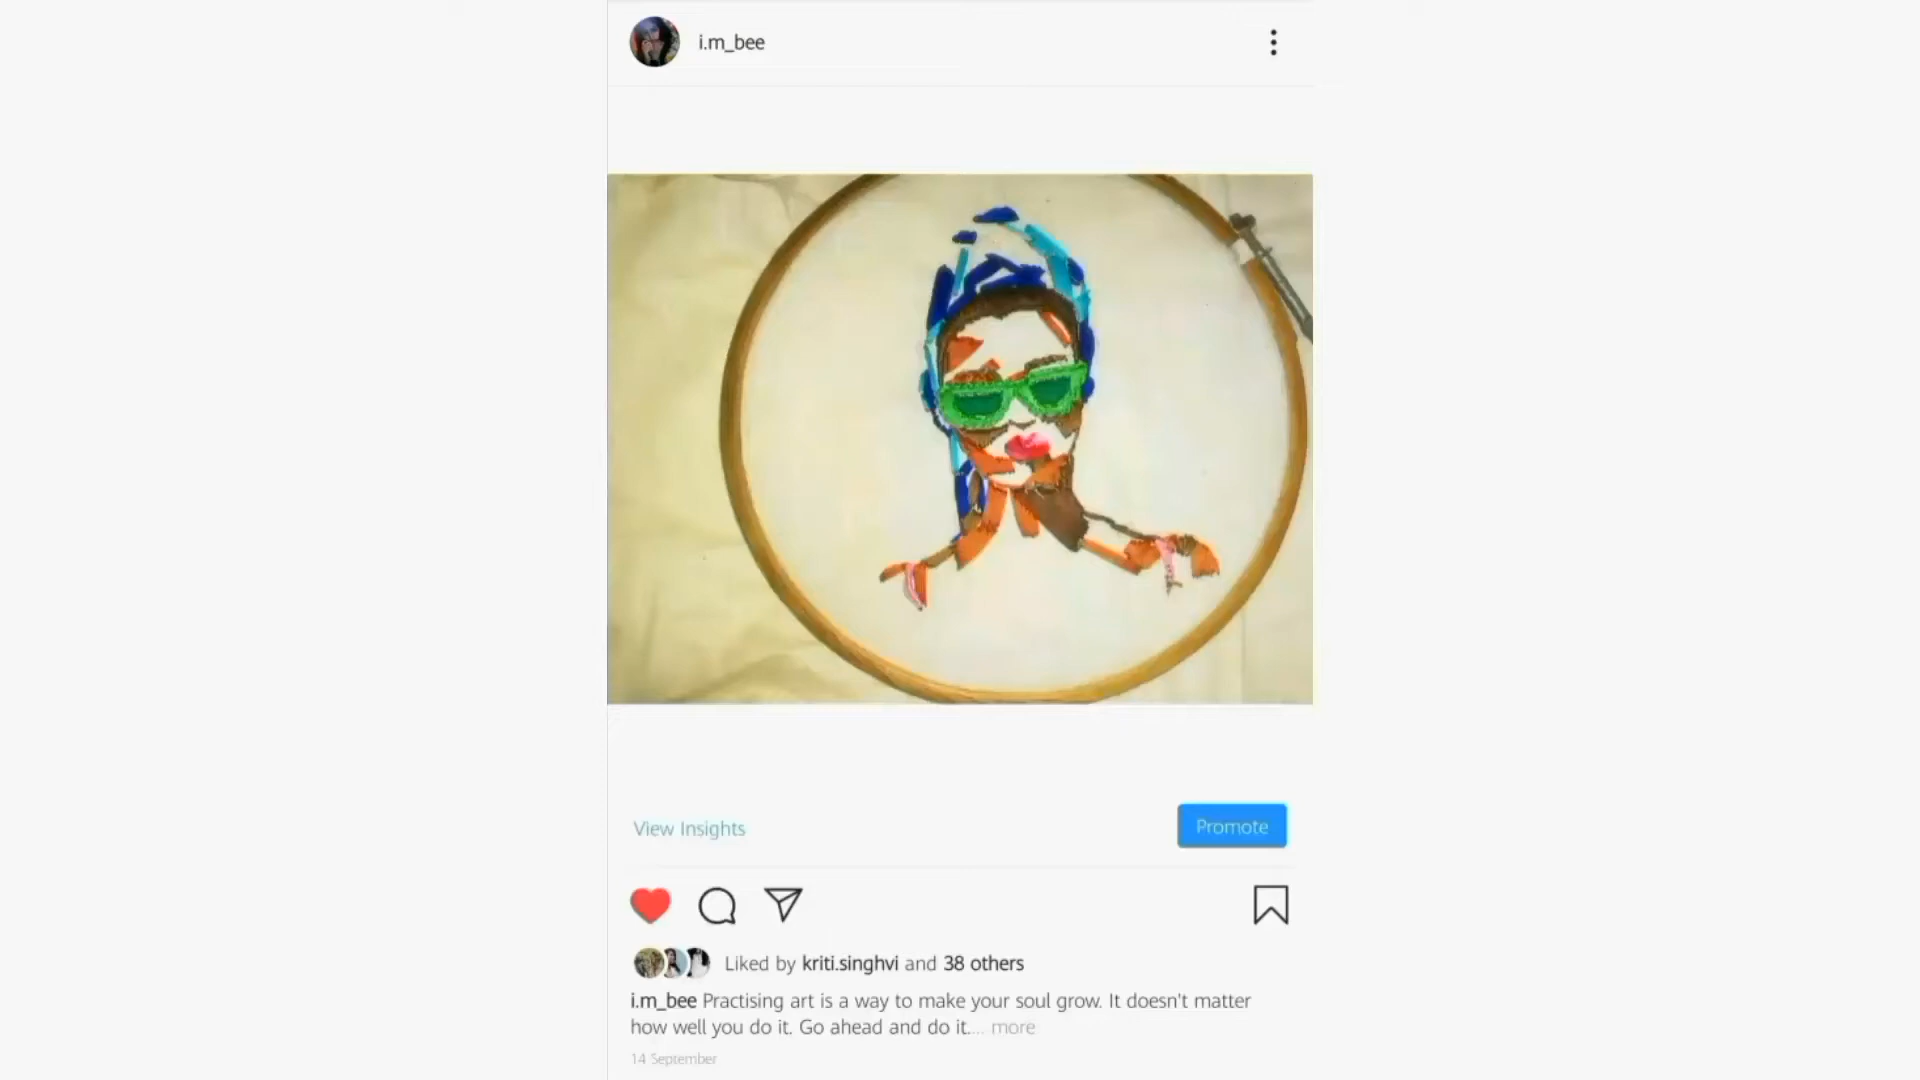 i.m_bee
View Insights
Promote
Liked by kriti.singhvi and 38 others
i.m_bee Practising art is a way to make your soul grow. It doesn't matter
how well you do it. Go ahead and do it.... more
14 September